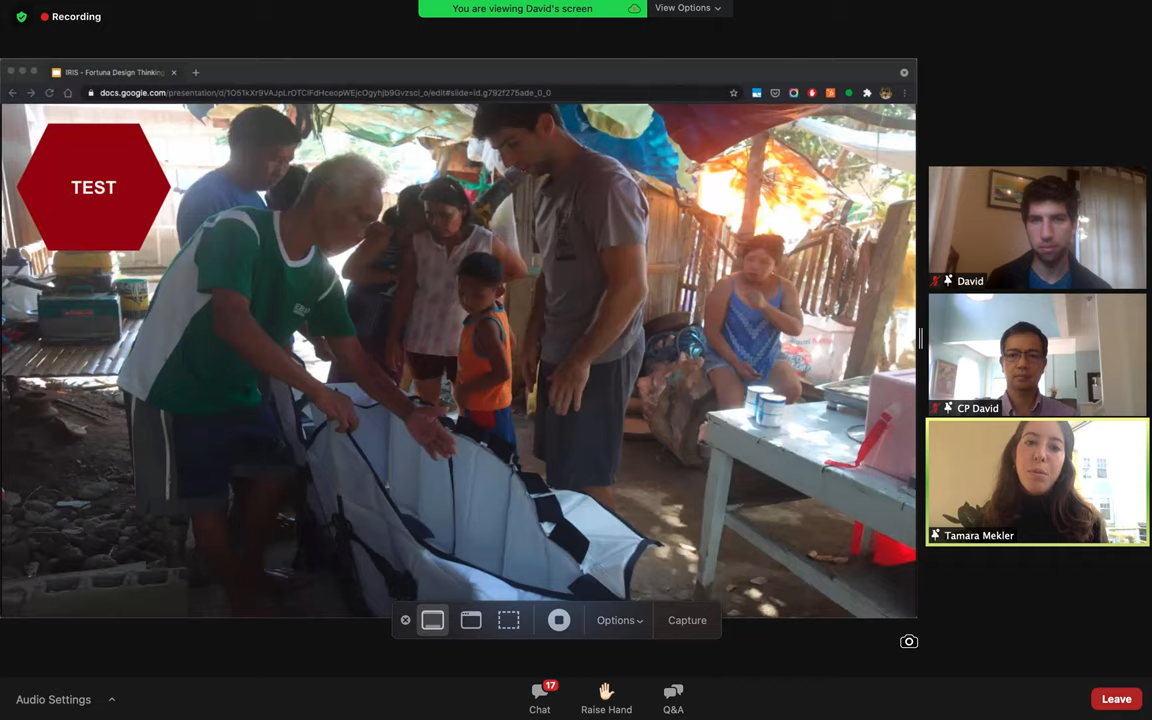 Recording
You are viewing David's screen
View Options
IRIS - Fortuna Design Thinking
docs.google.com/presentation/d/1O51kXr9VAJpLrOTClFdHceopWEjcOgyhjb9Gvzsci_o/edit#slide=id.g792f275ade_0_0
TEST
David
CP David
Tamara Mekler
Options
Capture
Audio Settings
17
Chat
Raise Hand
Q&A
Leave